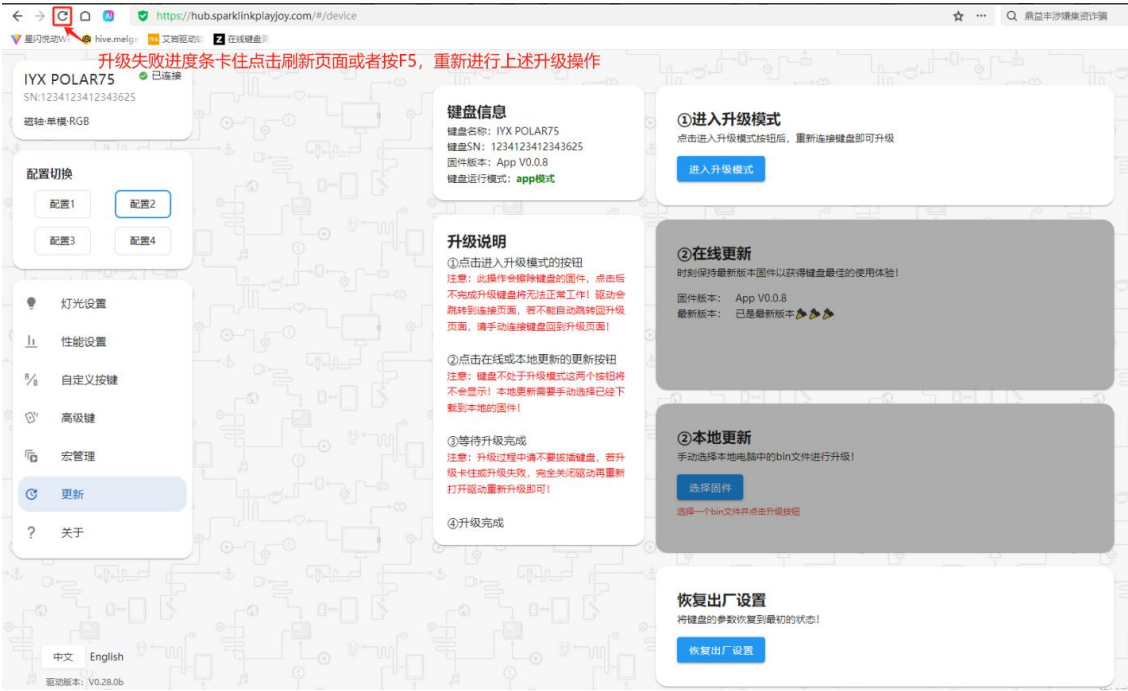 https://hub.sparklinkplayjoy.com/#/device
鼎益丰涉嫌集资诈骗
星闪悦动W
hive.melg
艾岩驱动
在线键盘
升级失败进度条卡住点击刷新页面或者按F5，重新进行上述升级操作
IYX POLAR75
已连接
SN:1234123412343625
磁轴·单模·RGB
配置切换
配置1
配置2
配置3
配置4
灯光设置
性能设置
自定义按键
高级键
宏管理
更新
关于
中文
English
驱动版本：V0.28.0b
键盘信息
键盘名称：IYX POLAR75
键盘SN：1234123412343625
固件版本：App V0.0.8
键盘运行模式：app模式
升级说明
①点击进入升级模式的按钮
注意：此操作会擦除键盘的固件，点击后
不完成升级键盘将无法正常工作！驱动会
跳转到连接页面，若不能自动跳转回升级
页面，请手动连接键盘回到升级页面！
②点击在线或本地更新的更新按钮
注意：键盘不处于升级模式这两个按钮将
不会显示！本地更新需要手动选择已经下
载到本地的固件！
③等待升级完成
注意：升级过程中请不要拔插键盘，若升
级卡住或升级失败，完全关闭驱动再重新
打开驱动重新升级即可！
④升级完成
①进入升级模式
点击进入升级模式按钮后，重新连接键盘即可升级
进入升级模式
②在线更新
时刻保持最新版本固件以获得键盘最佳的使用体验！
固件版本： App V0.0.8
最新版本： 已是最新版本🎉🎉🎉
②本地更新
手动选择本地电脑中的bin文件进行升级！
选择固件
选择一个bin文件并点击升级按钮
恢复出厂设置
将键盘的参数恢复到最初的状态！
恢复出厂设置